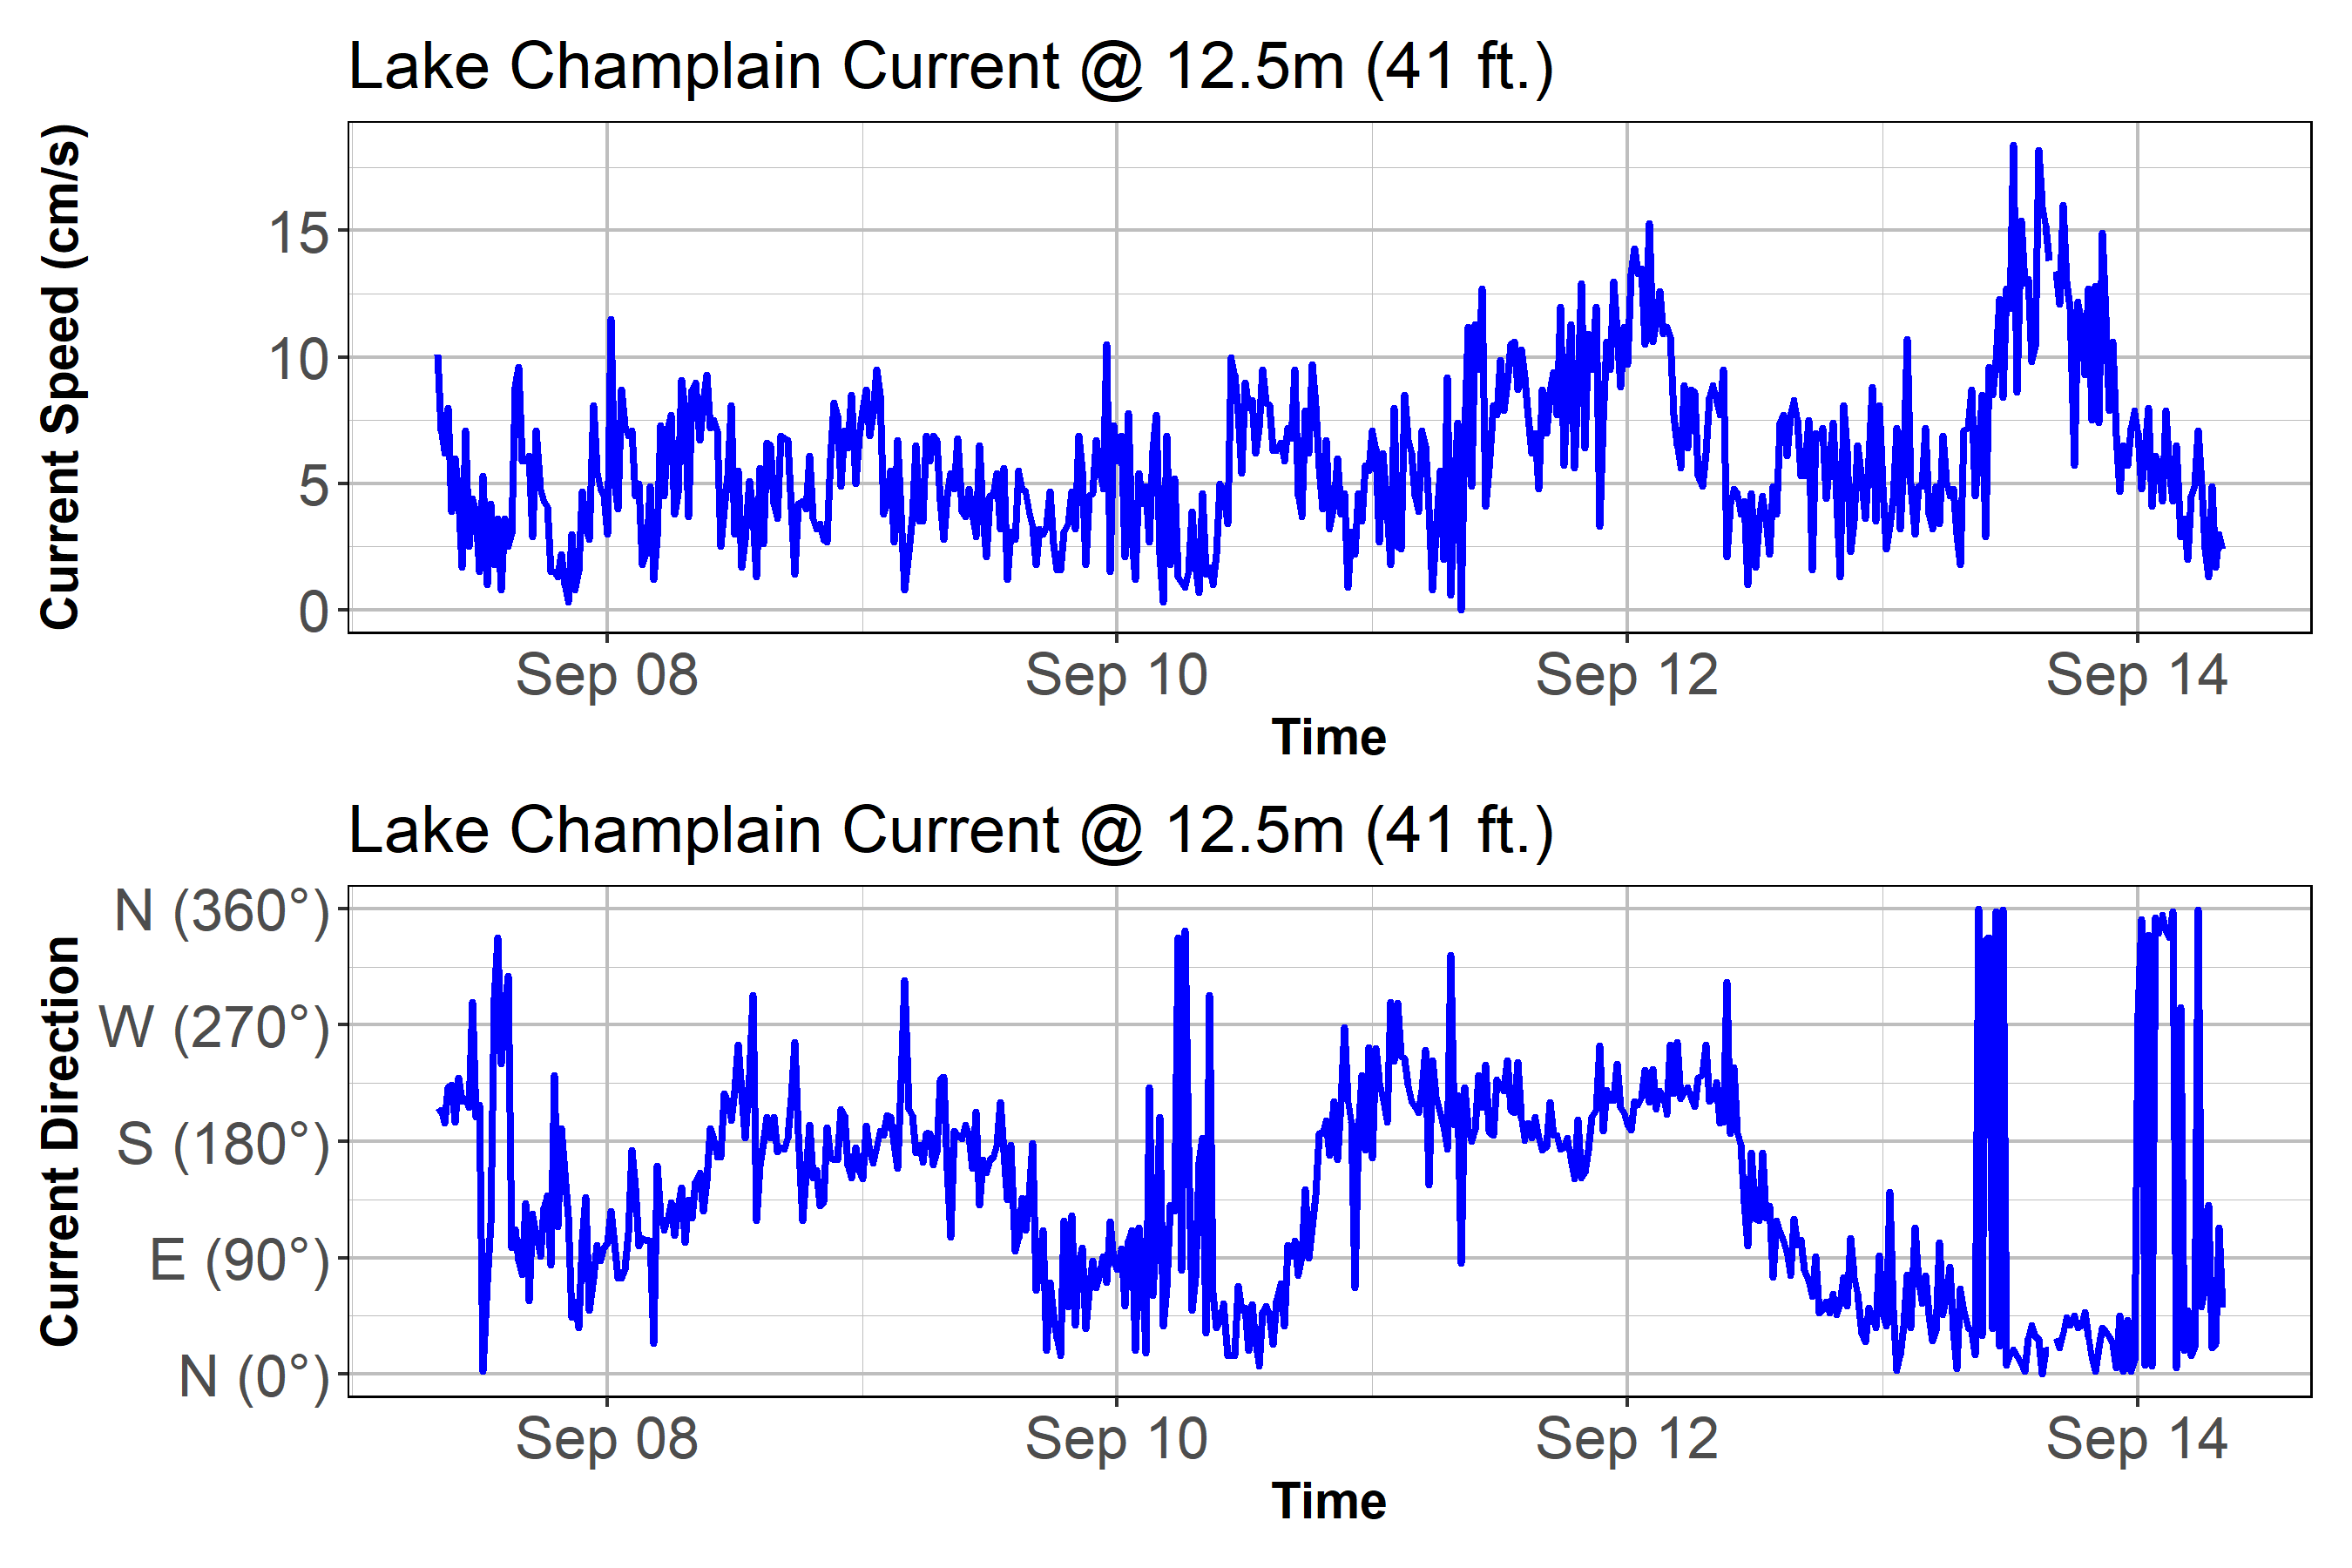 Lake Champlain Current @ 12.5m (41 ft.)
Current Speed (cm/s)
15
10
5
0
Sep 08 Sep 10 Sep 12 Sep 14
Time
Lake Champlain Current @ 12.5m (41 ft.)
Current Direction
N (360°)
W (270°)
S (180°)
E (90°)
N (0°)
Sep 08 Sep 10 Sep 12 Sep 14
Time